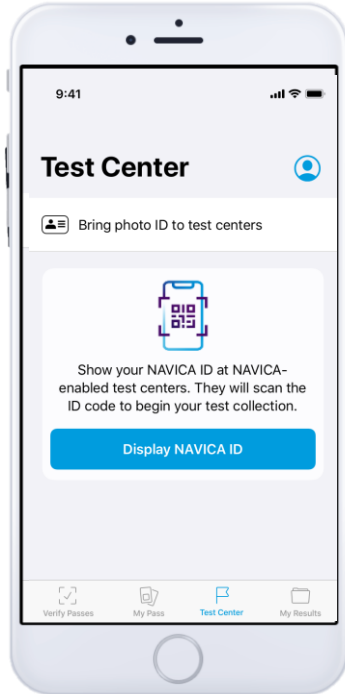 9:41
Test Center
Bring photo ID to test centers
Show your NAVICA ID at NAVICA-
enabled test centers. They will scan the
ID code to begin your test collection.
Display NAVICA ID
Verify Passes
My Pass
Test Center
My Results